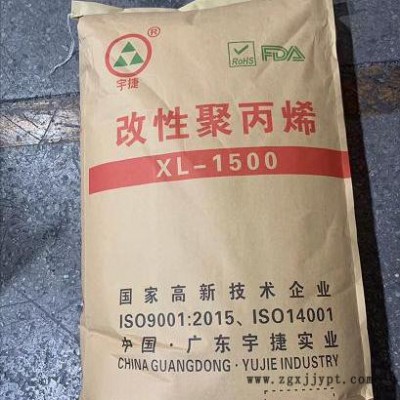 ®
宇捷
RoHS FDA
改性聚丙烯
XL-1500
国家高新技术企业
ISO9001:2015、ISO14001
中国·广东宇捷实业
CHINA GUANGDONG·YUJIE INDUSTRY
www.zgxjjypt.com